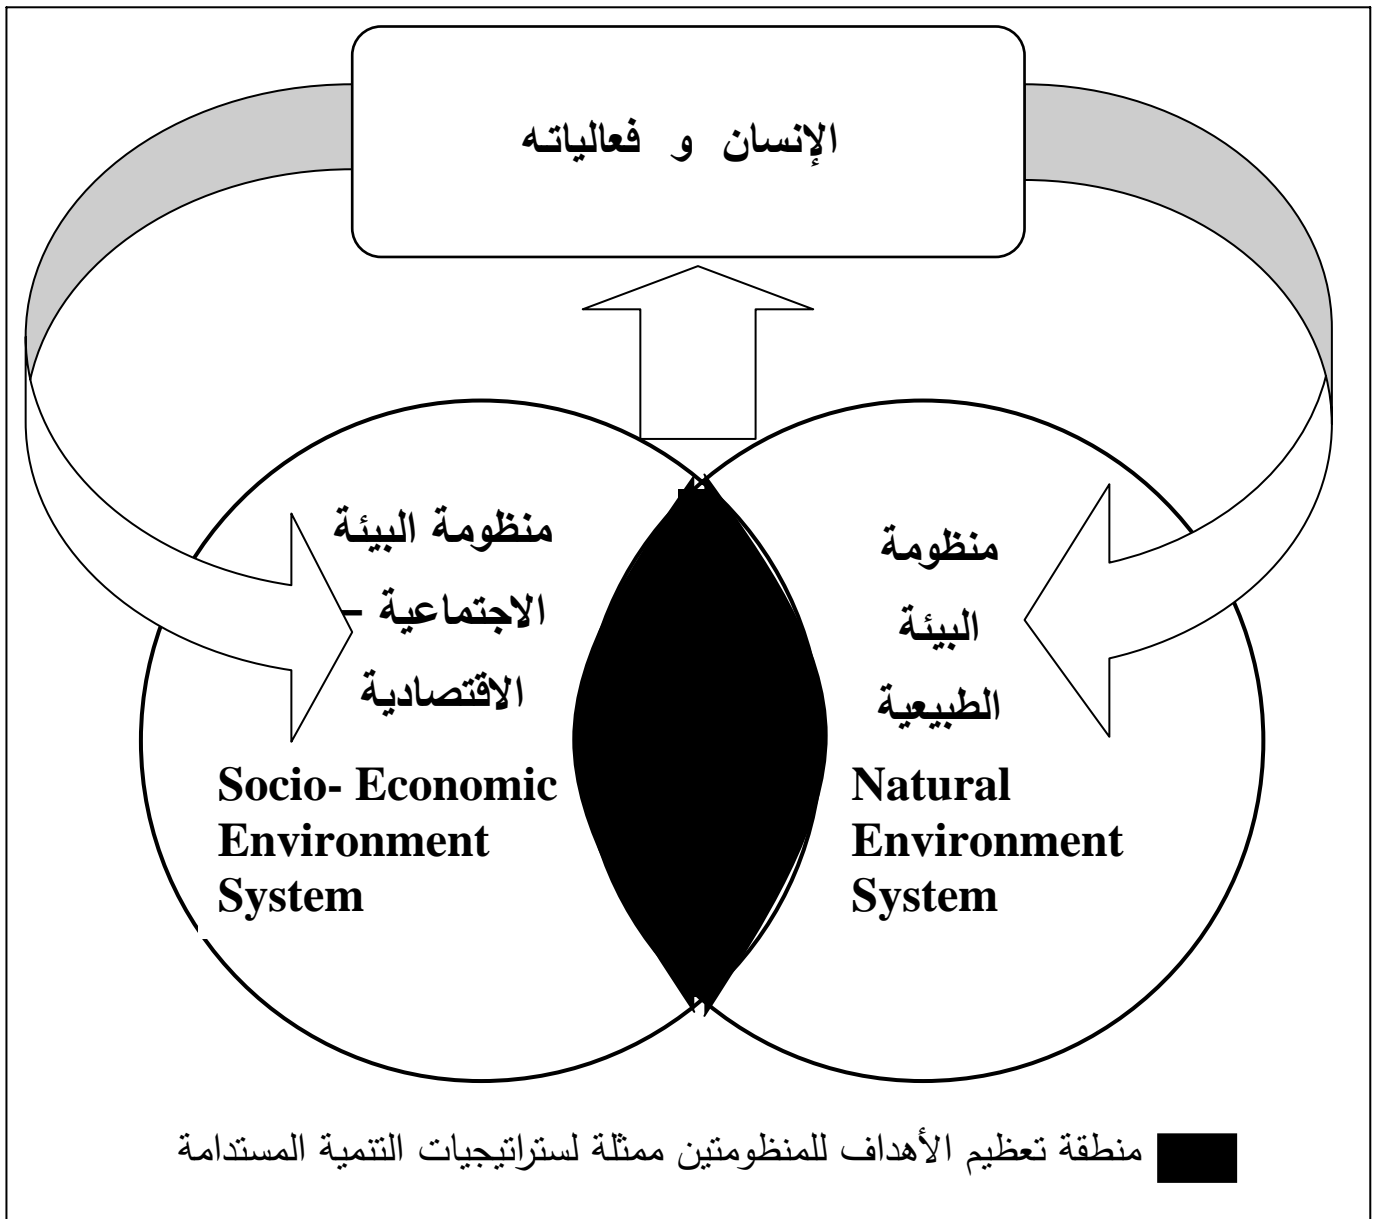 الإنسان و فعالياته
منظومة البيئة
الاجتماعية –
الاقتصادية
Socio- Economic
Environment
System
منظومة
البيئة
الطبيعية
Natural
Environment
System
منطقة تعظيم الأهداف للمنظومتين ممثلة لستراتيجيات التنمية المستدامة